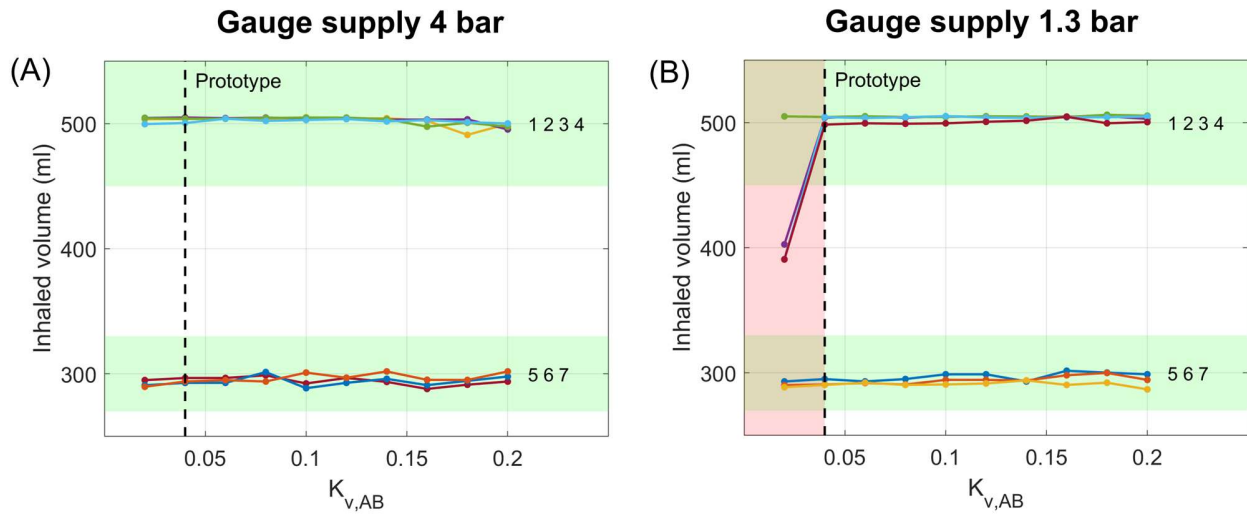 Gauge supply 4 bar
(A)
Prototype
1 2 3 4
5 6 7
500
400
300
Inhaled volume (ml)
0.05 0.1 0.15 0.2
K_v,AB
Gauge supply 1.3 bar
(B)
Prototype
1 2 3 4
5 6 7
500
400
300
Inhaled volume (ml)
0.05 0.1 0.15 0.2
K_v,AB